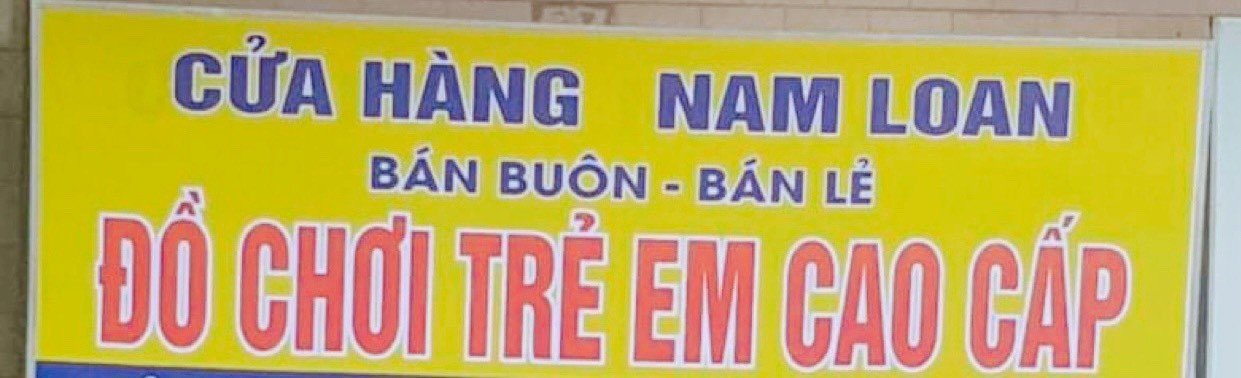 CỬA HÀNG NAM LOAN
BÁN BUÔN - BÁN LẺ
ĐỒ CHƠI TRẺ EM CAO CẤP